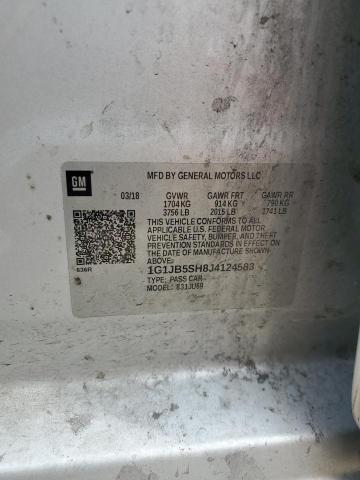 GM
MFD BY GENERAL MOTORS LLC
03/18 GVWR GAWR FRT GAWR RR
1704 KG 914 KG 790 KG
3756 LB 2015 LB 1741 LB
THIS VEHICLE CONFORMS TO ALL
APPLICABLE U.S. FEDERAL MOTOR
VEHICLE SAFETY, BUMPER, AND THEFT
PREVENTION STANDARDS IN EFFECT ON THE
DATE OF MANUFACTURE SHOWN
ABOVE.
1G1JB5SH8J4124583
TYPE: PASS CAR
MODEL: 831JU69